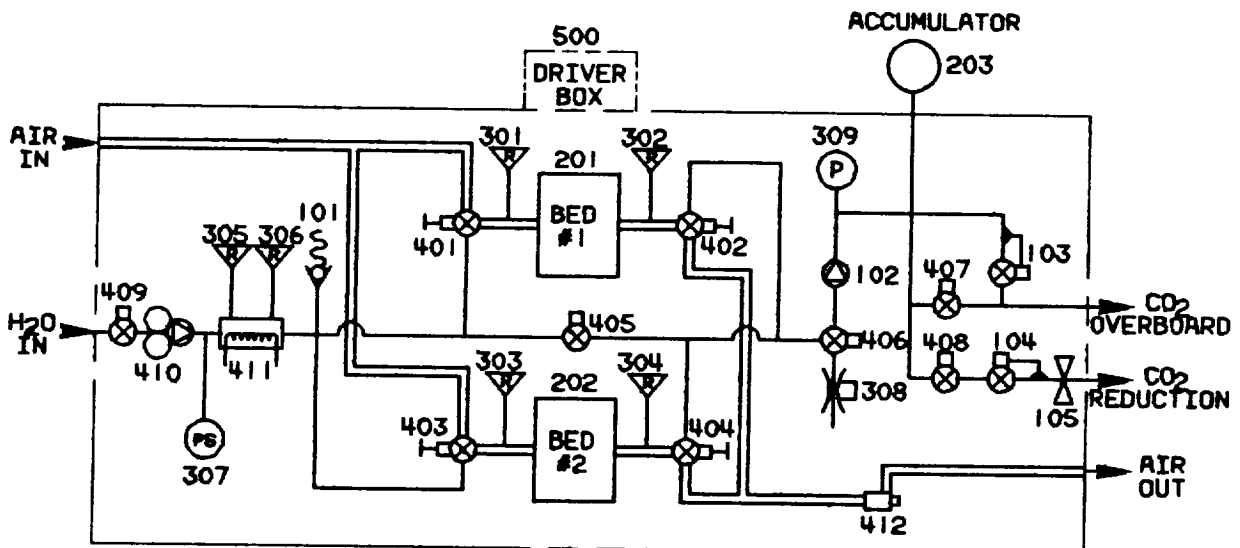 ACCUMULATOR
500
DRIVER
BOX
203
AIR
IN
301
302
309
P
201
R
R
101
BED
#1
305
306
R
R
401
402
102
103
409
407
H2O
IN
405
CO2
OVERBOARD
406
408
104
410
411
303
304
R
R
202
308
CO2
REDUCTION
105
403
404
PS
BED
#2
307
AIR
OUT
412